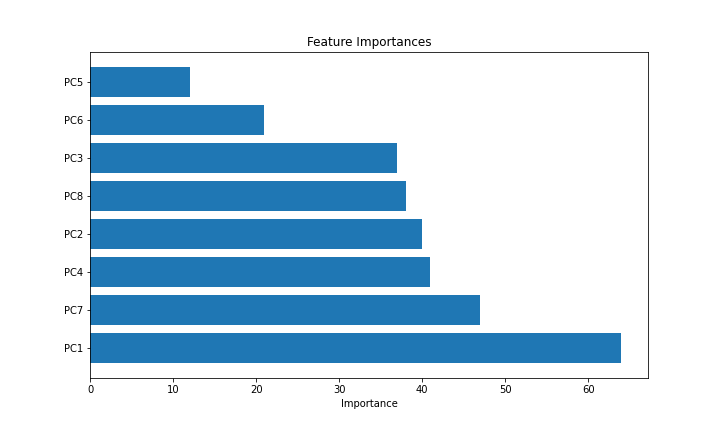 Feature Importances
PC5
PC6
PC3
PC8
PC2
PC4
PC7
PC1
0 10 20 30 40 50 60
Importance